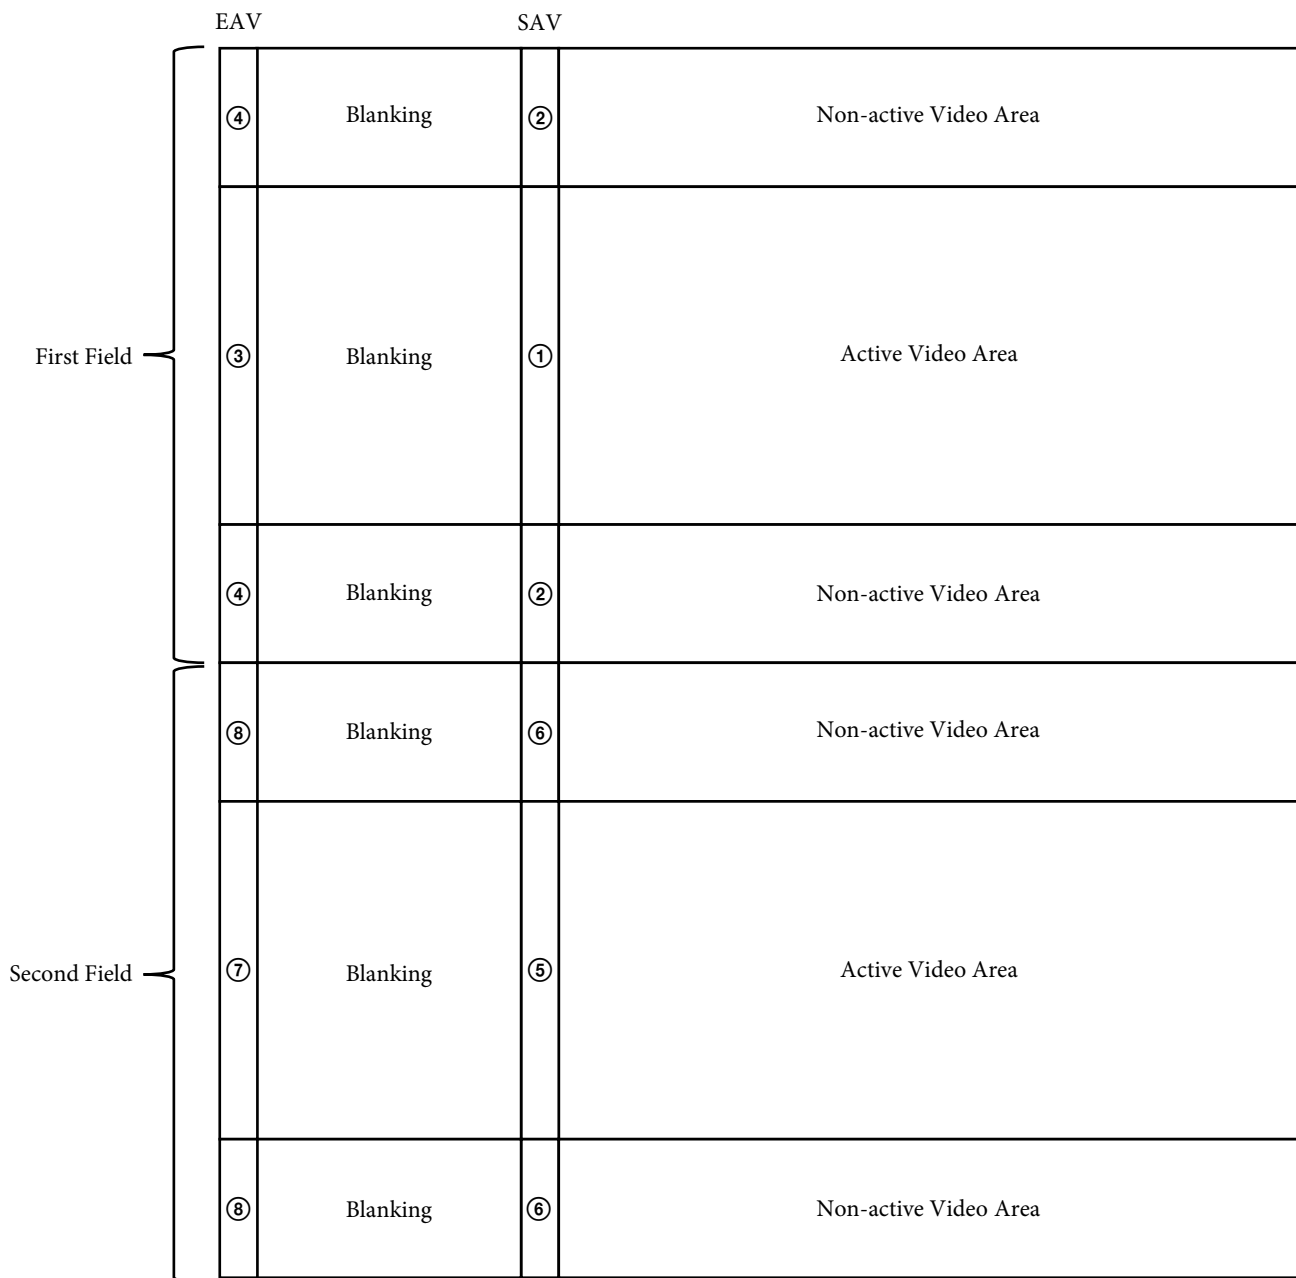 EAV SAV
④ Blanking ② Non-active Video Area
First Field ③ Blanking ① Active Video Area
④ Blanking ② Non-active Video Area
⑧ Blanking ⑥ Non-active Video Area
Second Field ⑦ Blanking ⑤ Active Video Area
⑧ Blanking ⑥ Non-active Video Area